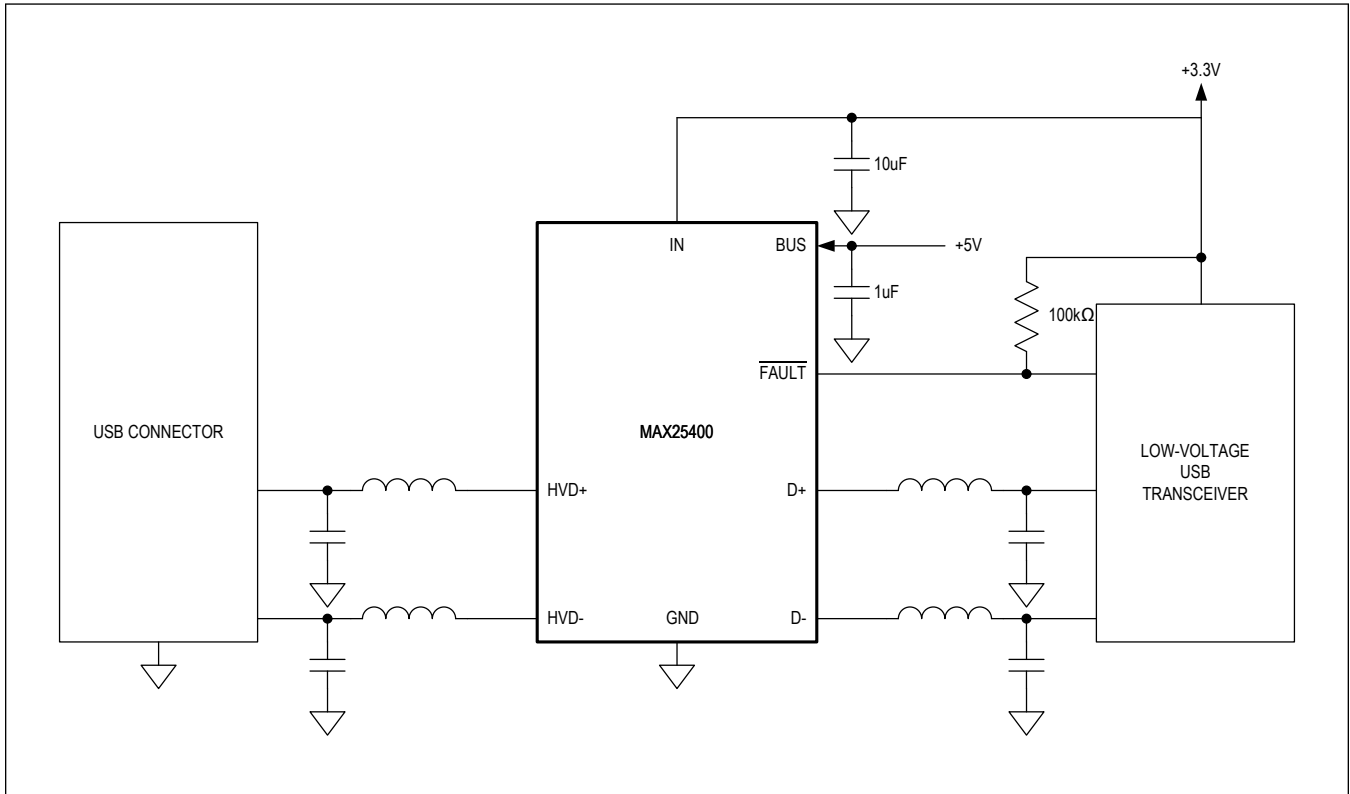 +3.3V
10uF
IN
BUS
+5V
1uF
100kΩ
FAULT
USB CONNECTOR
MAX25400
LOW-VOLTAGE
USB
TRANSCEIVER
HVD+
D+
HVD-
GND
D-